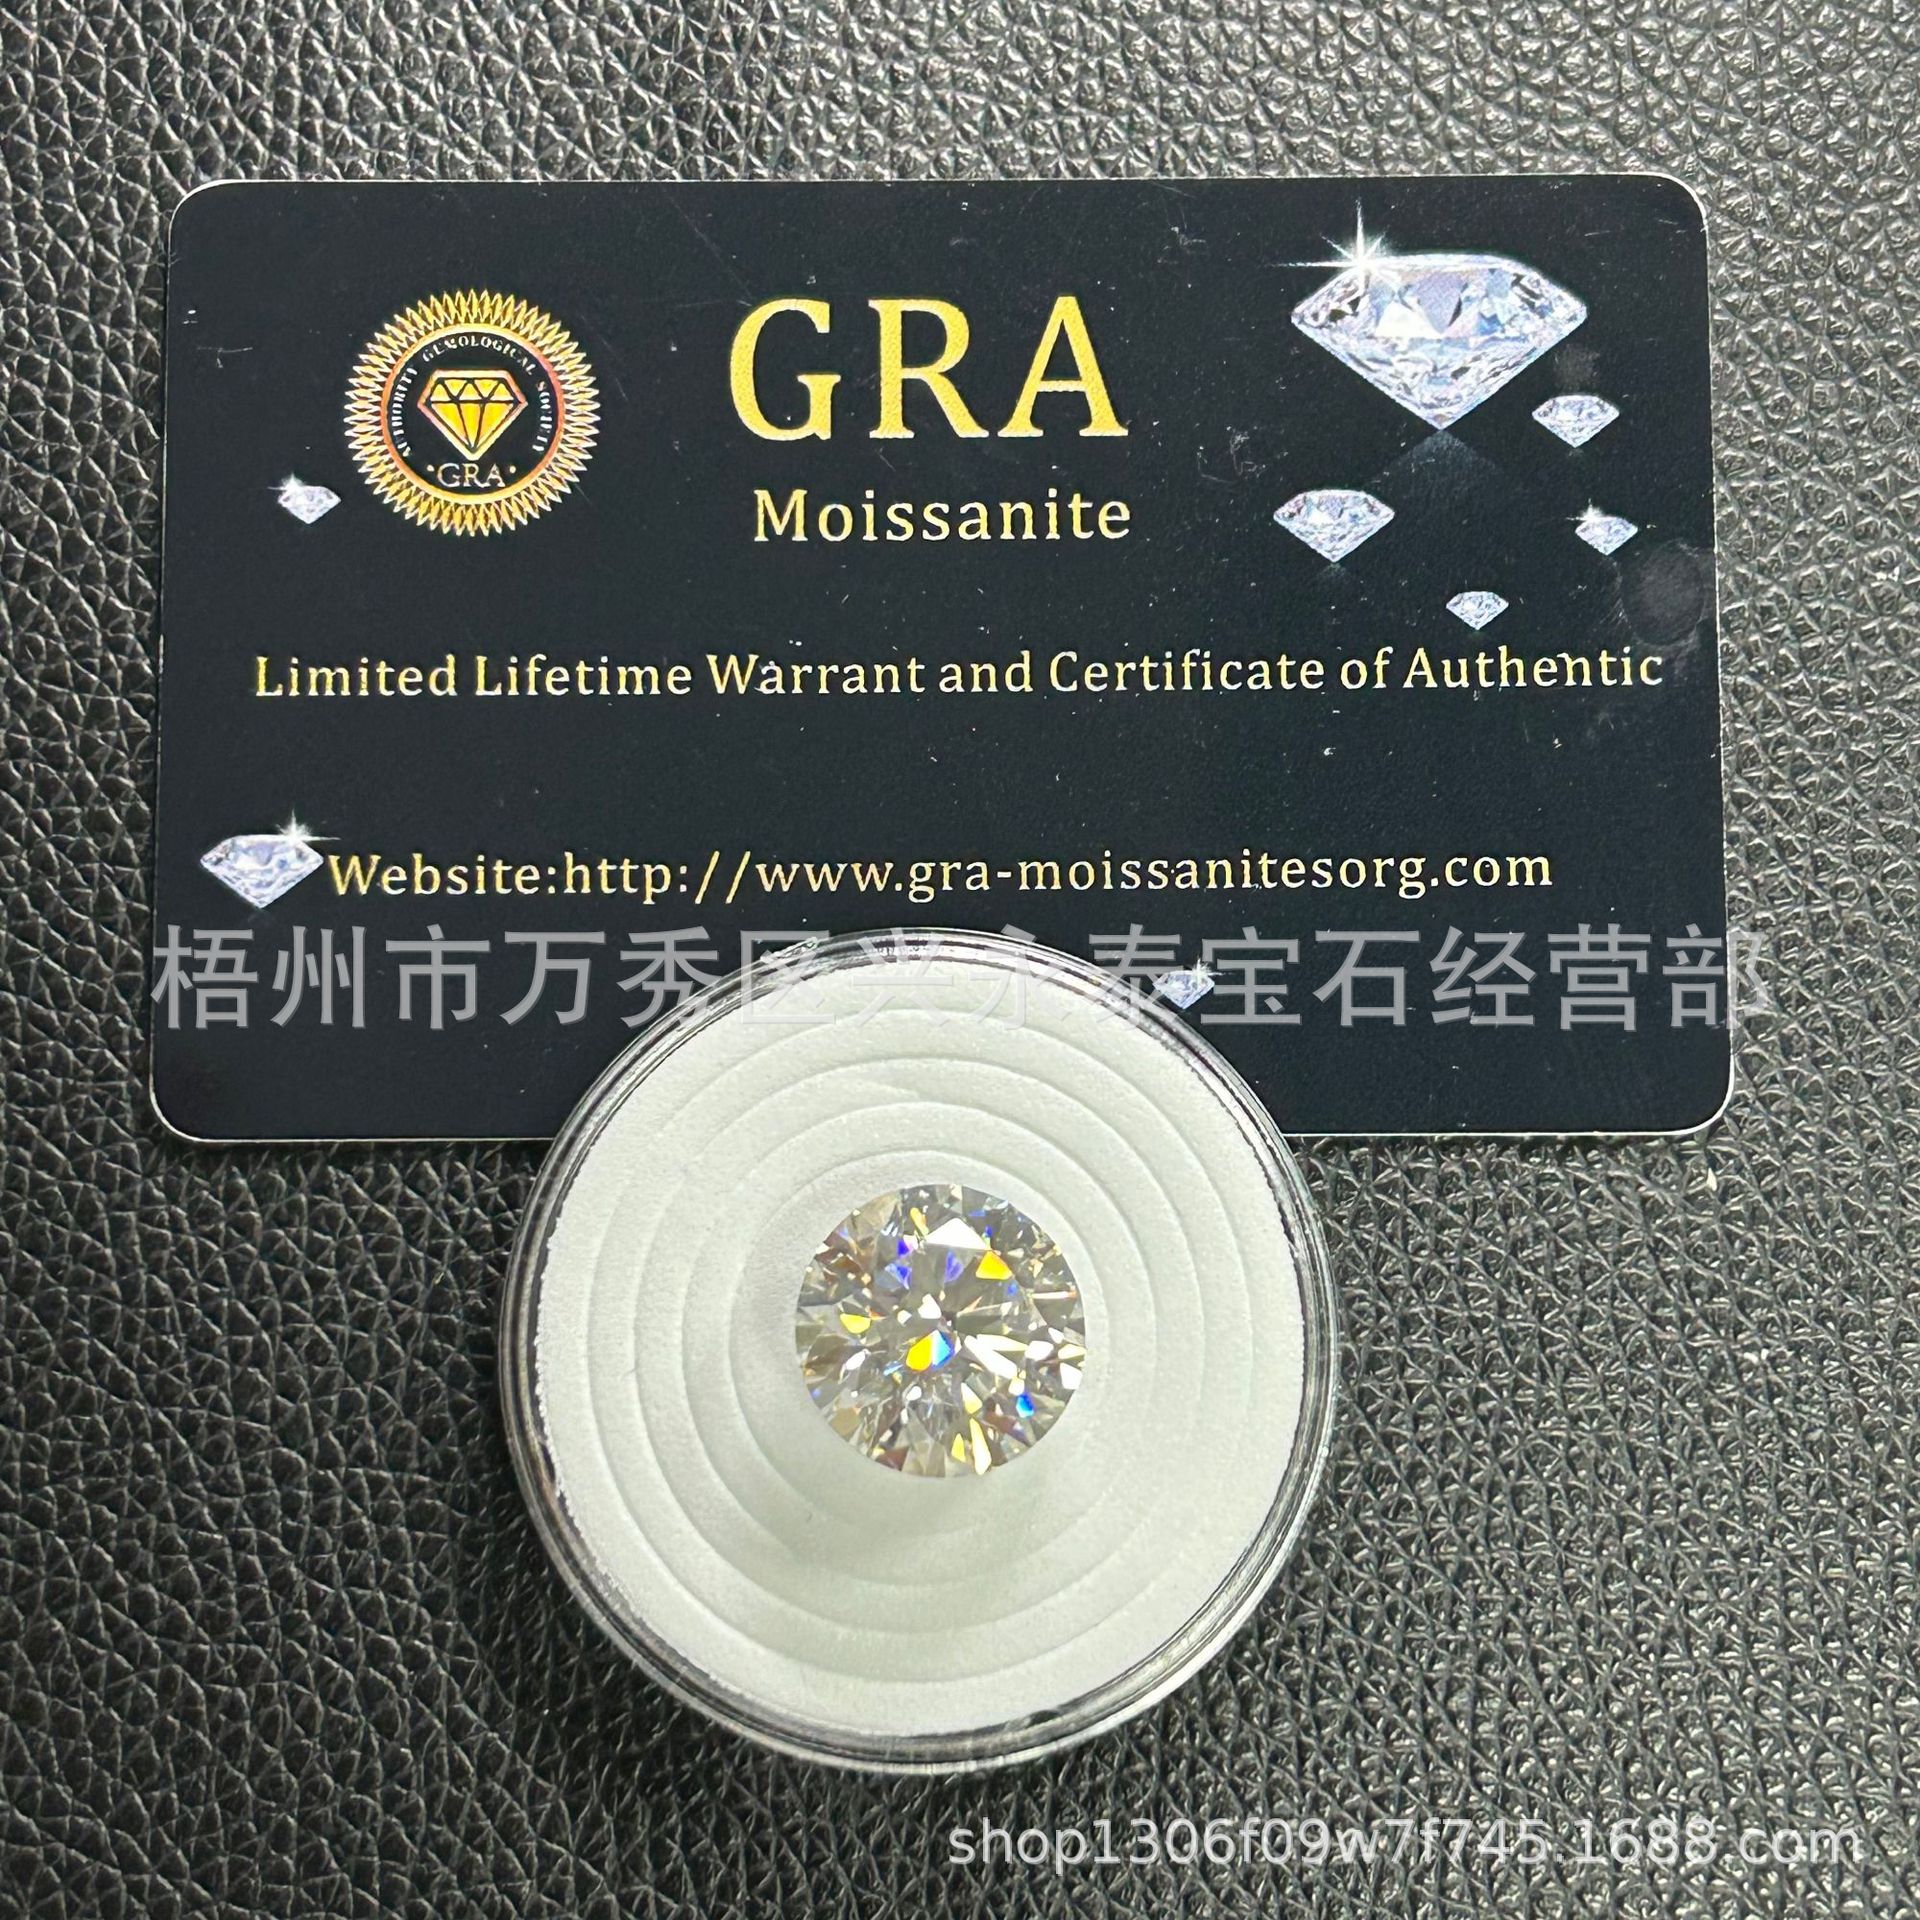 GRA
Moissanite
GEMOLOGICAL SOCIETY
AUTHORITY
·GRA·
Limited Lifetime Warrant and Certificate of Authentic
Website:http://www.gra-moissanitesorg.com
梧州市万秀区兴永泰宝石经营部
shop1306f09w7f745.1688.com